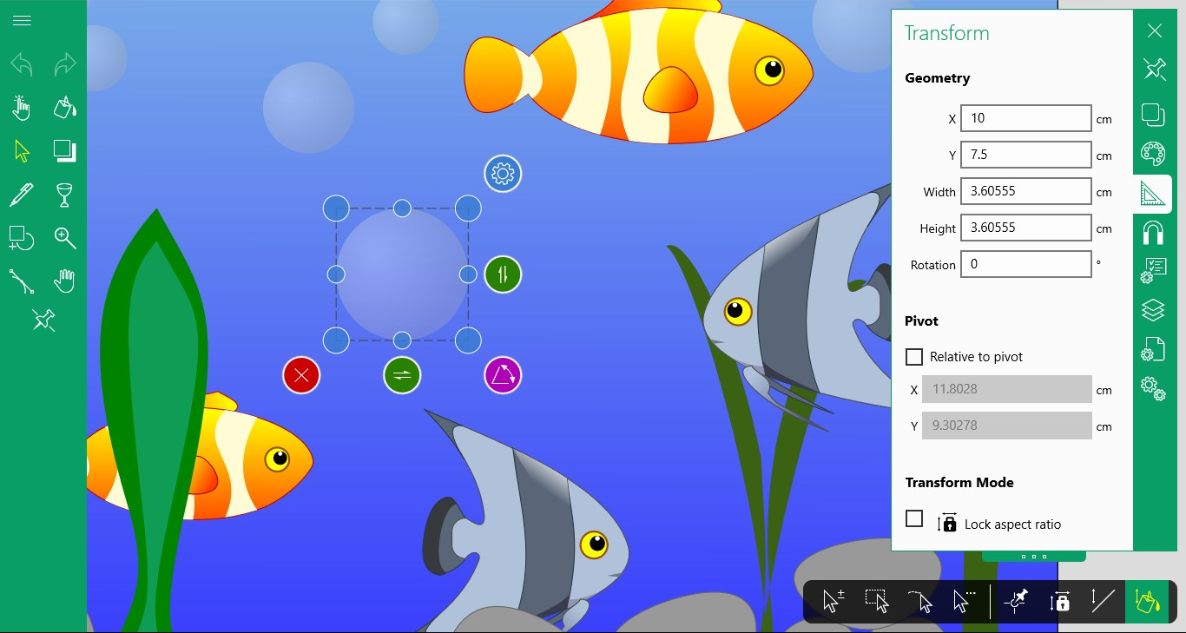 Transform
Geometry
X 10 cm
Y 7.5 cm
Width 3.60555 cm
Height 3.60555 cm
Rotation 0 °
Pivot
Relative to pivot
X 11.8028 cm
Y 9.30278 cm
Transform Mode
Lock aspect ratio